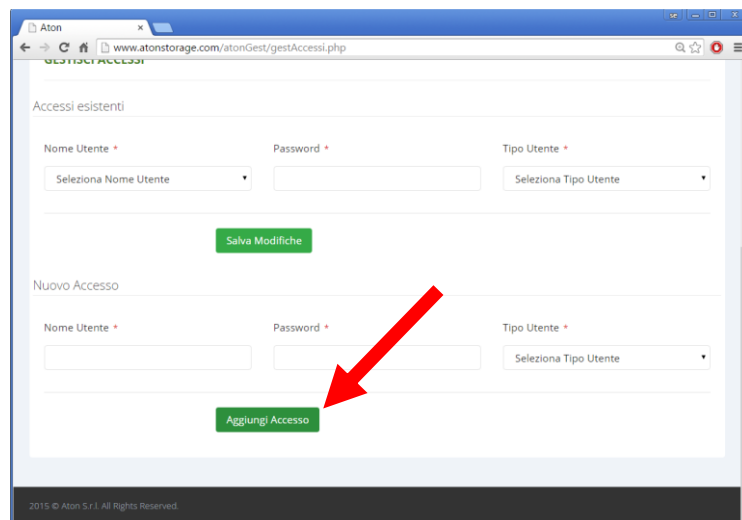 Aton
www.atonstorage.com/atonGest/gestAccessi.php
GESTISCI ACCESSI
Accessi esistenti
Nome Utente * Password * Tipo Utente *
Seleziona Nome Utente Seleziona Tipo Utente
Salva Modifiche
Nuovo Accesso
Nome Utente * Password * Tipo Utente *
Seleziona Tipo Utente
Aggiungi Accesso
2015 © Aton S.r.l. All Rights Reserved.